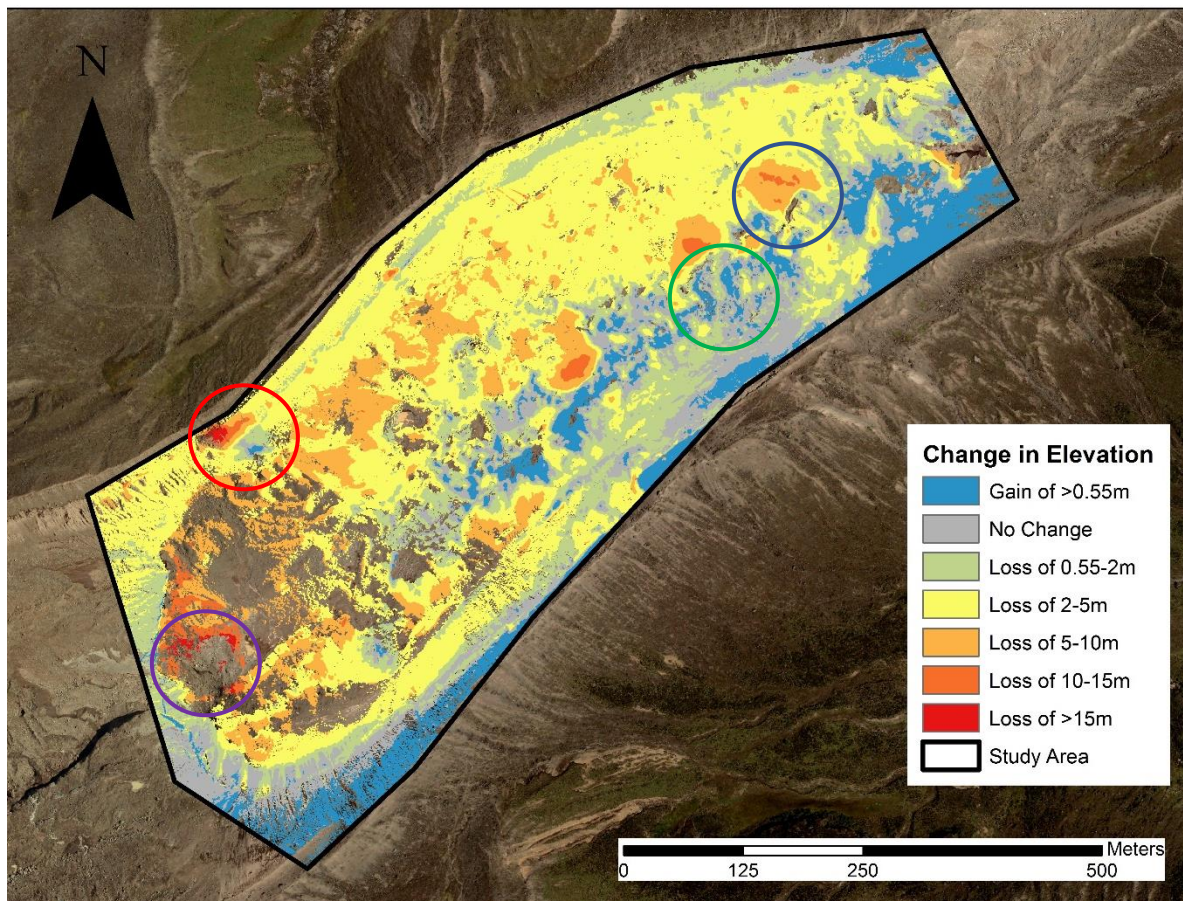 N
Change in Elevation
Gain of >0.55m
No Change
Loss of 0.55-2m
Loss of 2-5m
Loss of 5-10m
Loss of 10-15m
Loss of >15m
Study Area
Meters
0 125 250 500